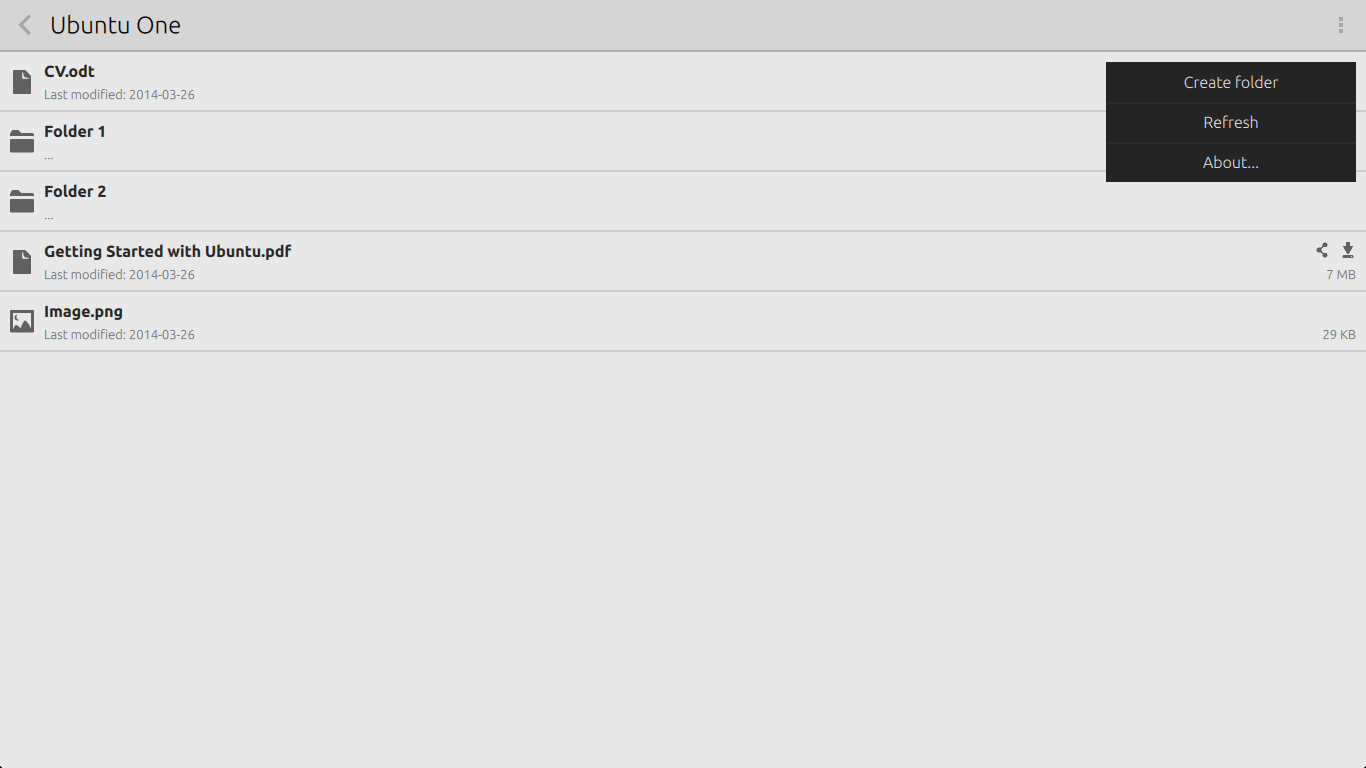 Ubuntu One
CV.odt
Last modified: 2014-03-26
Create folder
Refresh
About...
Folder 1
...
Folder 2
...
Getting Started with Ubuntu.pdf
Last modified: 2014-03-26
7 MB
Image.png
Last modified: 2014-03-26
29 KB